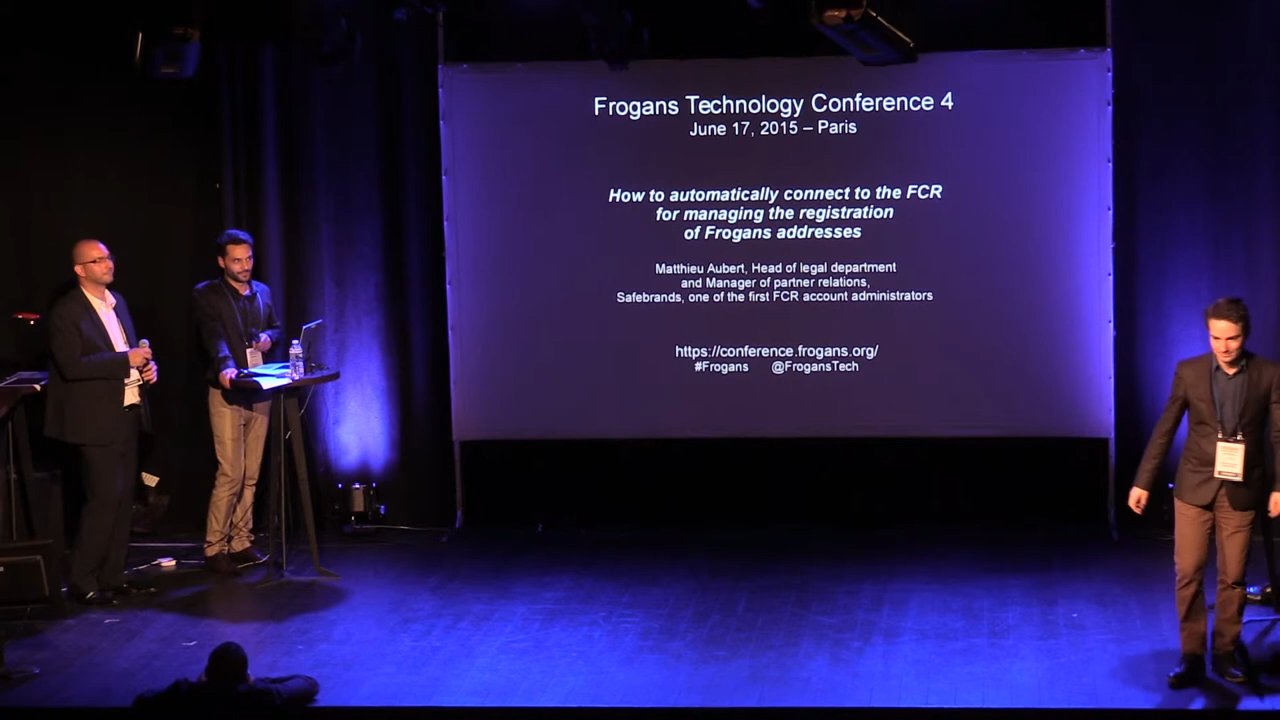 Frogans Technology Conference 4
June 17, 2015 – Paris
How to automatically connect to the FCR
for managing the registration
of Frogans addresses
Matthieu Aubert, Head of legal department
and Manager of partner relations,
Safebrands, one of the first FCR account administrators
https://conference.frogans.org/
#Frogans @FrogansTech